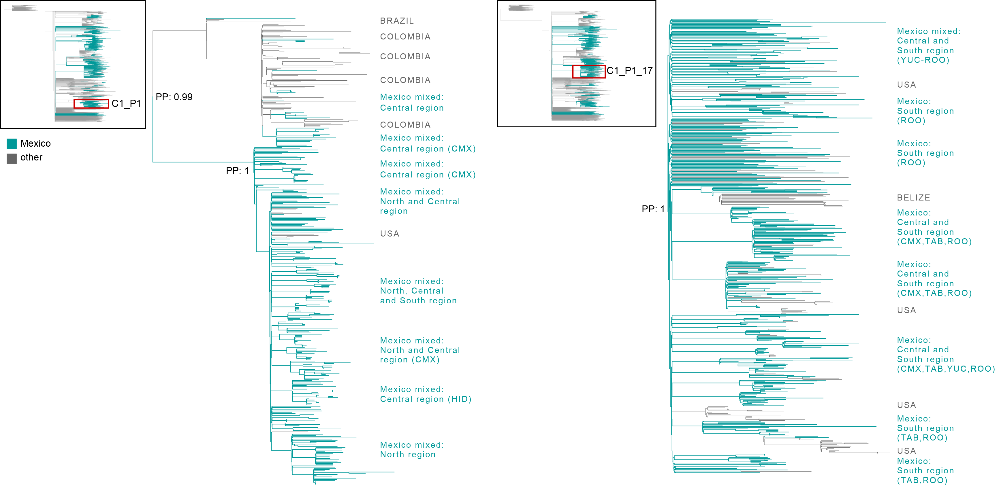 C1_P1
Mexico
other
PP: 0.99
PP: 1
BRAZIL
COLOMBIA
COLOMBIA
COLOMBIA
Mexico mixed:
Central region
COLOMBIA
Mexico mixed:
Central region (CMX)
Mexico mixed:
Central region (CMX)
Mexico mixed:
North and Central
region
USA
Mexico mixed:
North, Central
and South region
Mexico mixed:
North and Central
region (CMX)
Mexico mixed:
Central region (HID)
Mexico mixed:
North region
C1_P1_17
PP: 1
Mexico mixed:
Central and
South region
(YUC-ROO)
USA
Mexico:
South region
(ROO)
Mexico:
South region
(ROO)
BELIZE
Mexico:
Central and
South region
(CMX,TAB,ROO)
Mexico:
Central and
South region
(CMX,TAB,ROO)
USA
Mexico:
Central and
South region
(CMX,TAB,YUC,ROO)
USA
Mexico:
South region
(TAB,ROO)
USA
Mexico:
South region
(TAB,ROO)